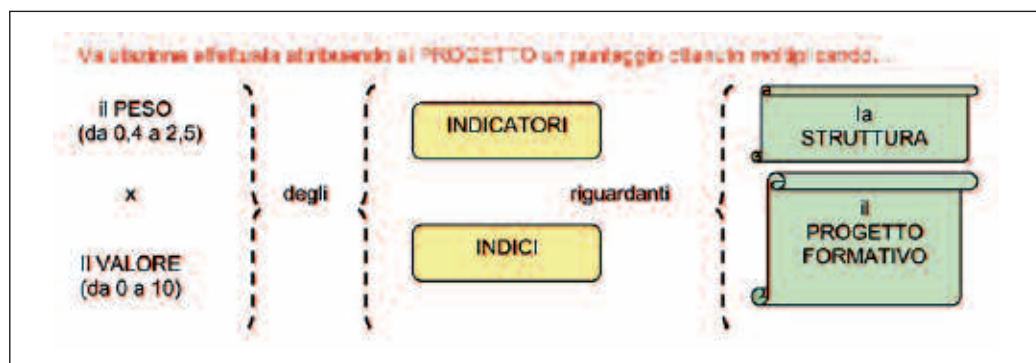 Valutazione effettuata attribuendo al PROGETTO un punteggio ottenuto moltiplicando...
il PESO
(da 0,4 a 2,5)
x
Il VALORE
(da 0 a 10)
degli
INDICATORI
INDICI
riguardanti
la
STRUTTURA
il
PROGETTO
FORMATIVO